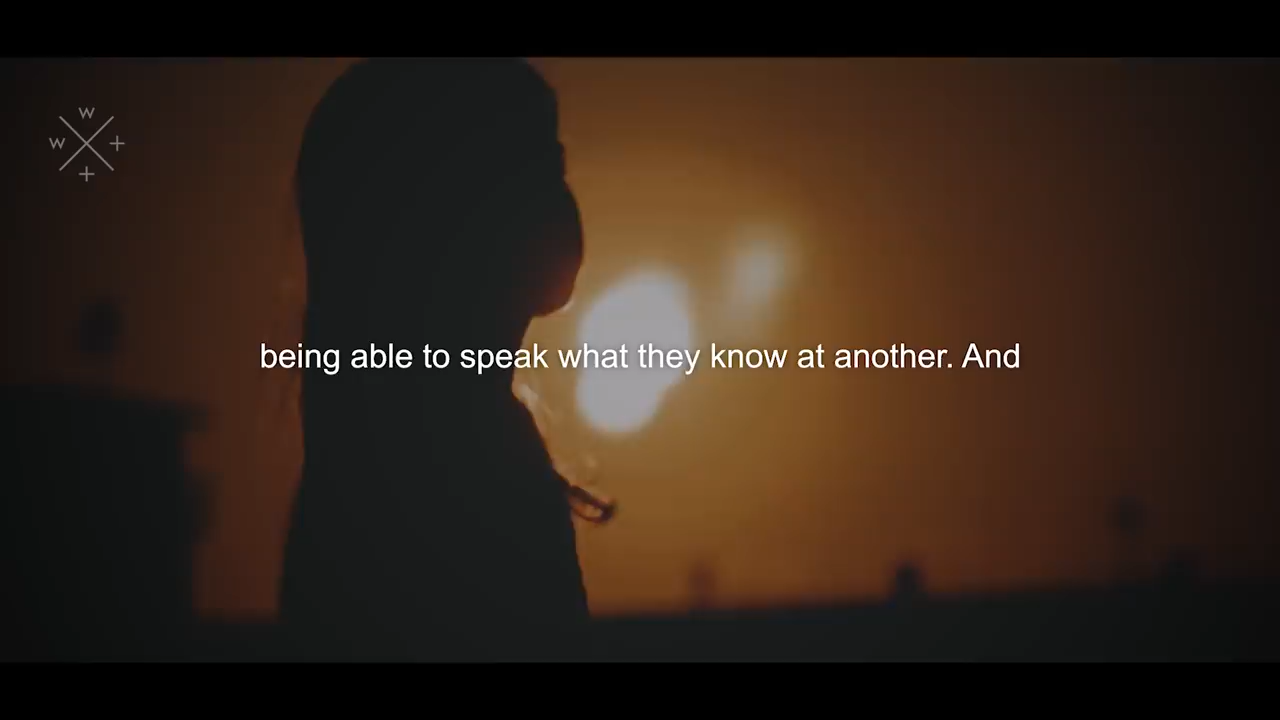 W
W +
+
being able to speak what they know at another. And